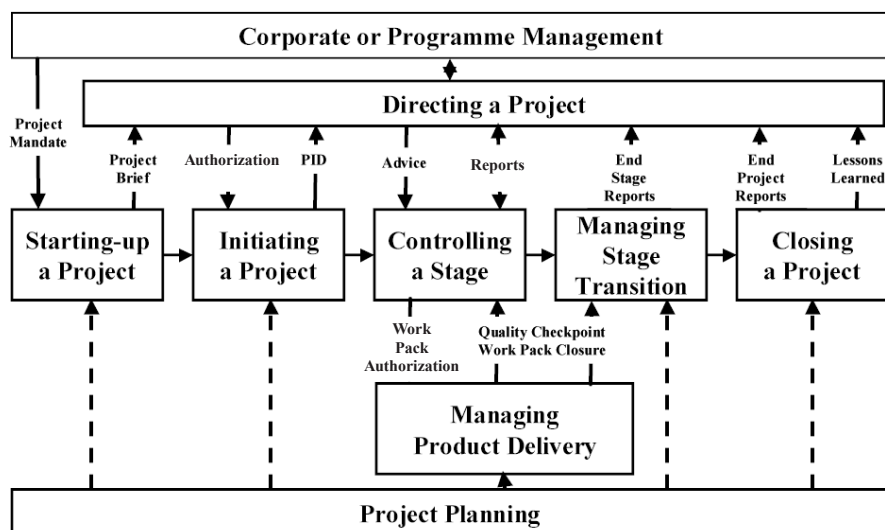 Corporate or Programme Management
Directing a Project
Project
Mandate
Project
Brief
Authorization
PID
Advice
Reports
End
Stage
Reports
End
Project
Reports
Lessons
Learned
Starting-up
a Project
Initiating
a Project
Controlling
a Stage
Managing
Stage
Transition
Closing
a Project
Work
Pack
Authorization
Quality Checkpoint
Work Pack Closure
Managing
Product Delivery
Project Planning